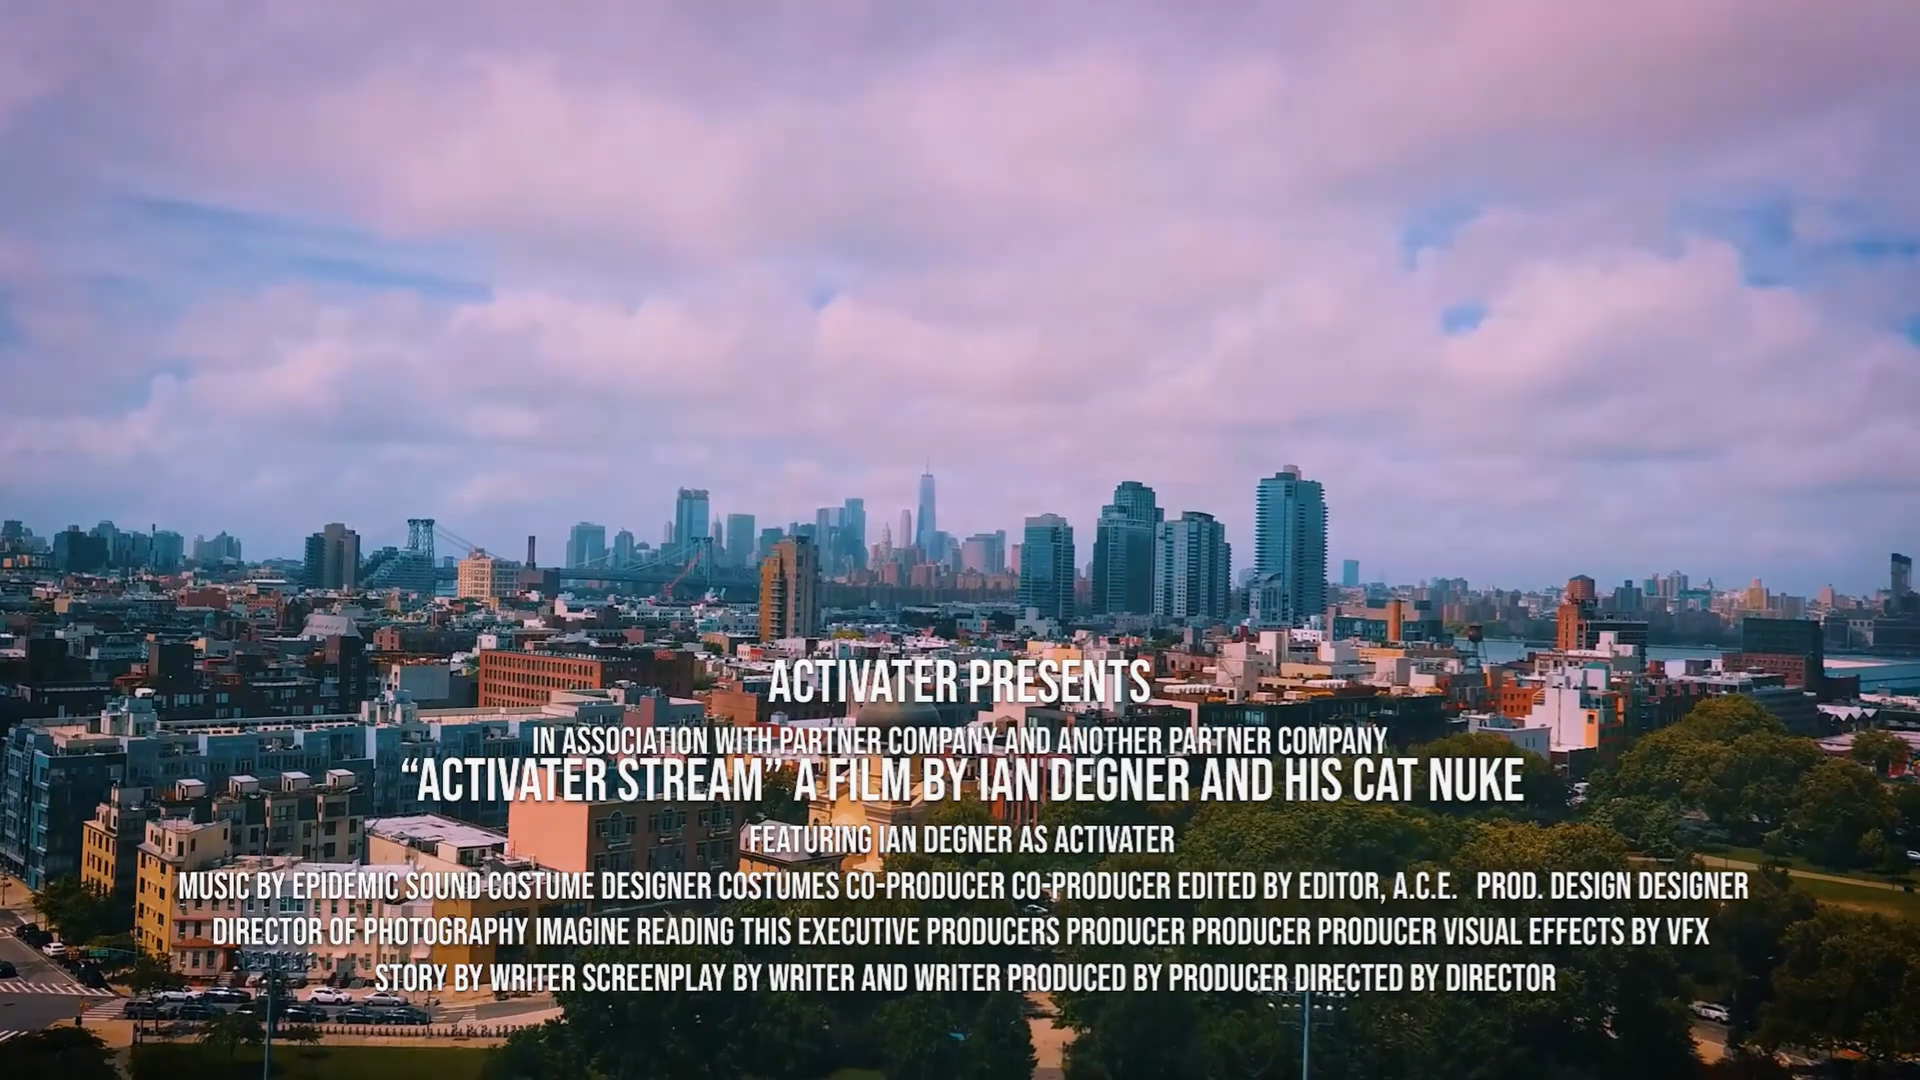 ACTIVATER PRESENTS
IN ASSOCIATION WITH PARTNER COMPANY AND ANOTHER PARTNER COMPANY
“ACTIVATER STREAM” A FILM BY IAN DEGNER AND HIS CAT NUKE
FEATURING IAN DEGNER AS ACTIVATER
MUSIC BY EPIDEMIC SOUND COSTUME DESIGNER COSTUMES CO-PRODUCER CO-PRODUCER EDITED BY EDITOR, A.C.E. PROD. DESIGN DESIGNER
DIRECTOR OF PHOTOGRAPHY IMAGINE READING THIS EXECUTIVE PRODUCERS PRODUCER PRODUCER PRODUCER VISUAL EFFECTS BY VFX
STORY BY WRITER SCREENPLAY BY WRITER AND WRITER PRODUCED BY PRODUCER DIRECTED BY DIRECTOR